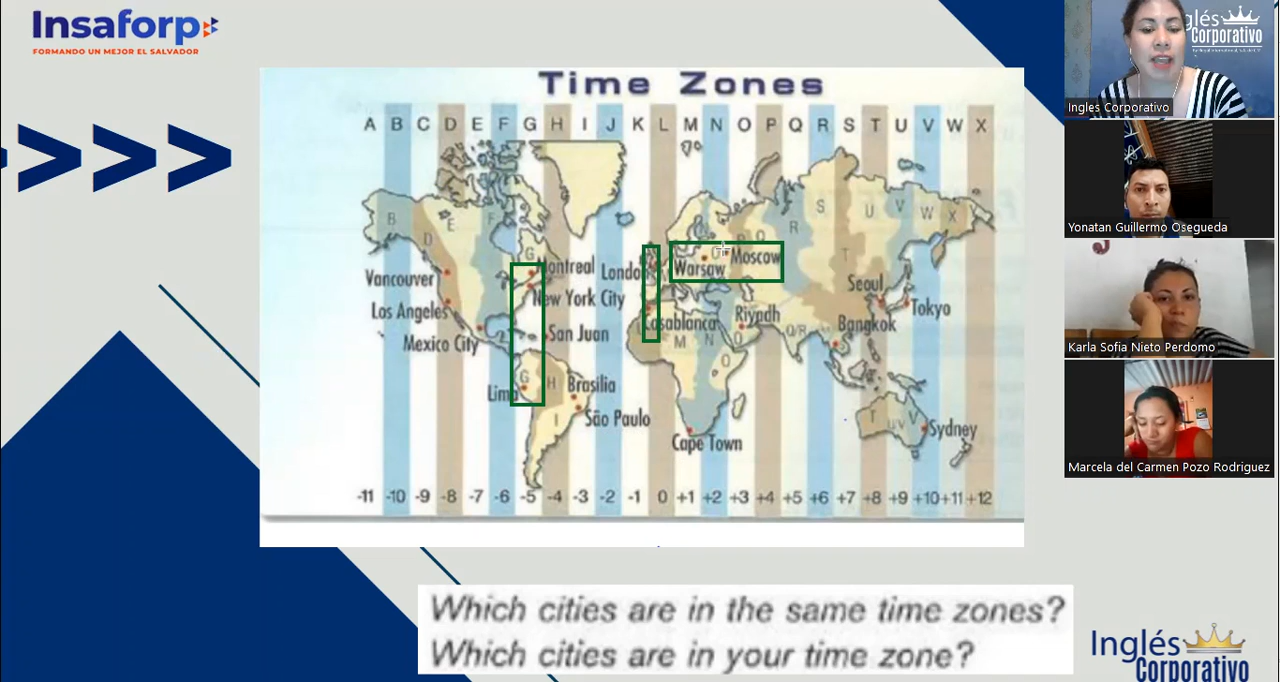 Insaforp
FORMANDO UN MEJOR EL SALVADOR
Time Zones
A B C D E F G H I J K L M N O P Q R S T U V W X
B
D
E
F
G
Vancouver
Los Angeles
Mexico City
Montreal
New York City
San Juan
Lima
G
H
I
Brasilia
São Paulo
London
Warsaw
Moscow
Casablanca
Riyadh
M
N
O
O
Q/R
Cape Town
R
S
T
U
V
W
X
Seoul
Tokyo
Bangkok
T
U
V
V
Sydney
-11 -10 -9 -8 -7 -6 -5 -4 -3 -2 -1 0 +1 +2 +3 +4 +5 +6 +7 +8 +9 +10 +11 +12
Which cities are in the same time zones?
Which cities are in your time zone?
Inglés
Corporativo
Inglés
Corporativo
Ingles Corporativo
Yonatan Guillermo Osegueda
Karla Sofia Nieto Perdomo
Marcela del Carmen Pozo Rodriguez